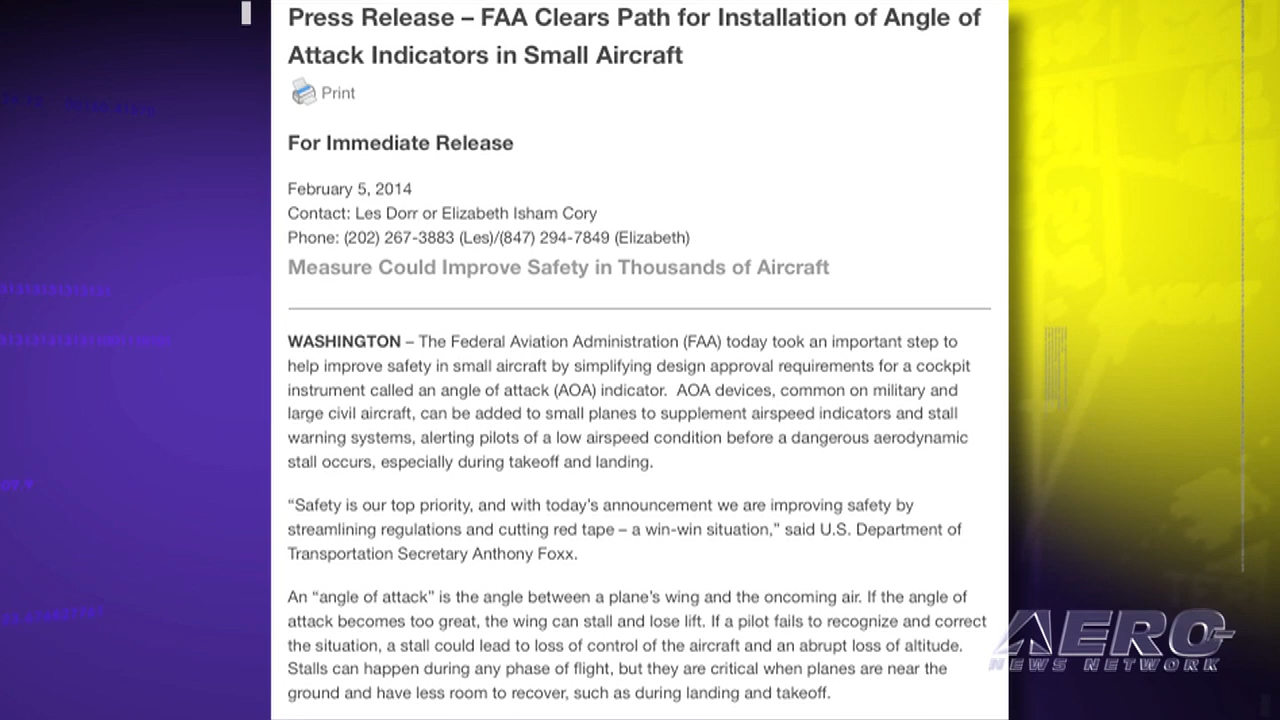 Press Release – FAA Clears Path for Installation of Angle of
Attack Indicators in Small Aircraft
Print
For Immediate Release
February 5, 2014
Contact: Les Dorr or Elizabeth Isham Cory
Phone: (202) 267-3883 (Les)/(847) 294-7849 (Elizabeth)
Measure Could Improve Safety in Thousands of Aircraft
WASHINGTON – The Federal Aviation Administration (FAA) today took an important step to
help improve safety in small aircraft by simplifying design approval requirements for a cockpit
instrument called an angle of attack (AOA) indicator.  AOA devices, common on military and
large civil aircraft, can be added to small planes to supplement airspeed indicators and stall
warning systems, alerting pilots of a low airspeed condition before a dangerous aerodynamic
stall occurs, especially during takeoff and landing.
“Safety is our top priority, and with today’s announcement we are improving safety by
streamlining regulations and cutting red tape – a win-win situation,” said U.S. Department of
Transportation Secretary Anthony Foxx.
An “angle of attack” is the angle between a plane’s wing and the oncoming air. If the angle of
attack becomes too great, the wing can stall and lose lift. If a pilot fails to recognize and correct
the situation, a stall could lead to loss of control of the aircraft and an abrupt loss of altitude.
Stalls can happen during any phase of flight, but they are critical when planes are near the
ground and have less room to recover, such as during landing and takeoff.
AERO-
NEWS NETWORK